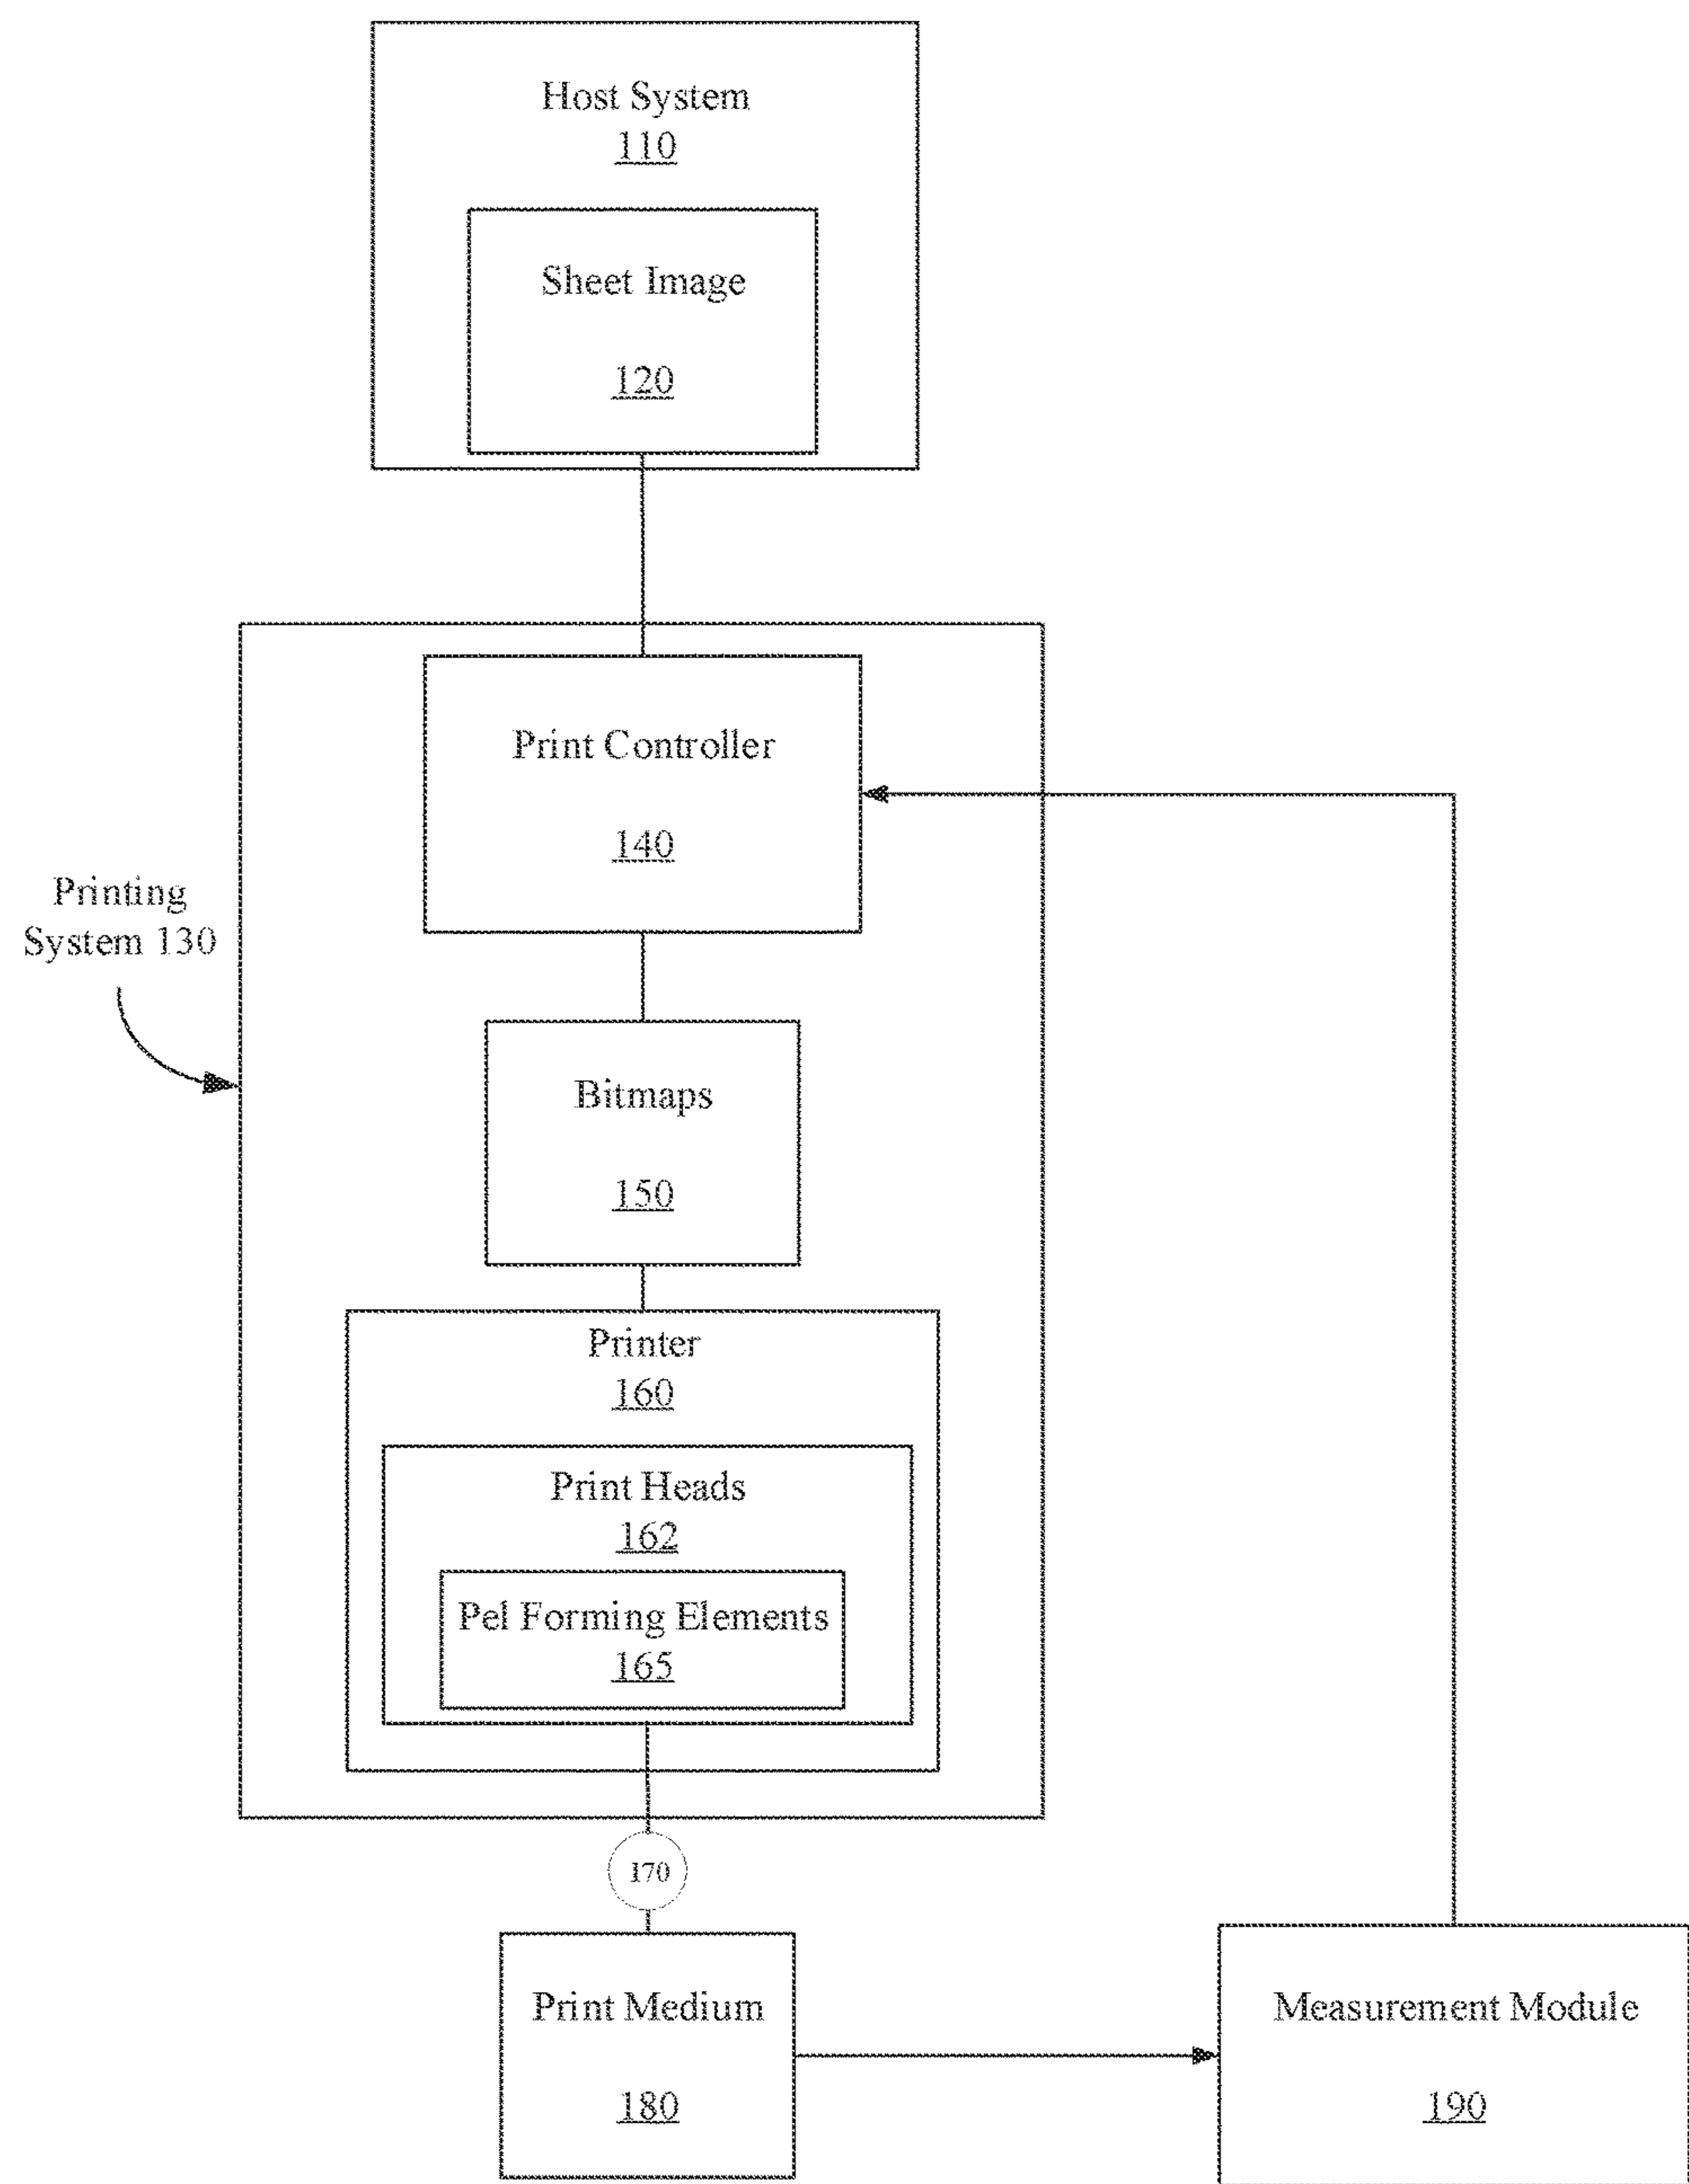 Host System
110
Sheet Image
120
Print Controller
140
Printing
System 130
Bitmaps
150
Printer
160
Print Heads
162
Pel Forming Elements
165
170
Print Medium
180
Measurement Module
190